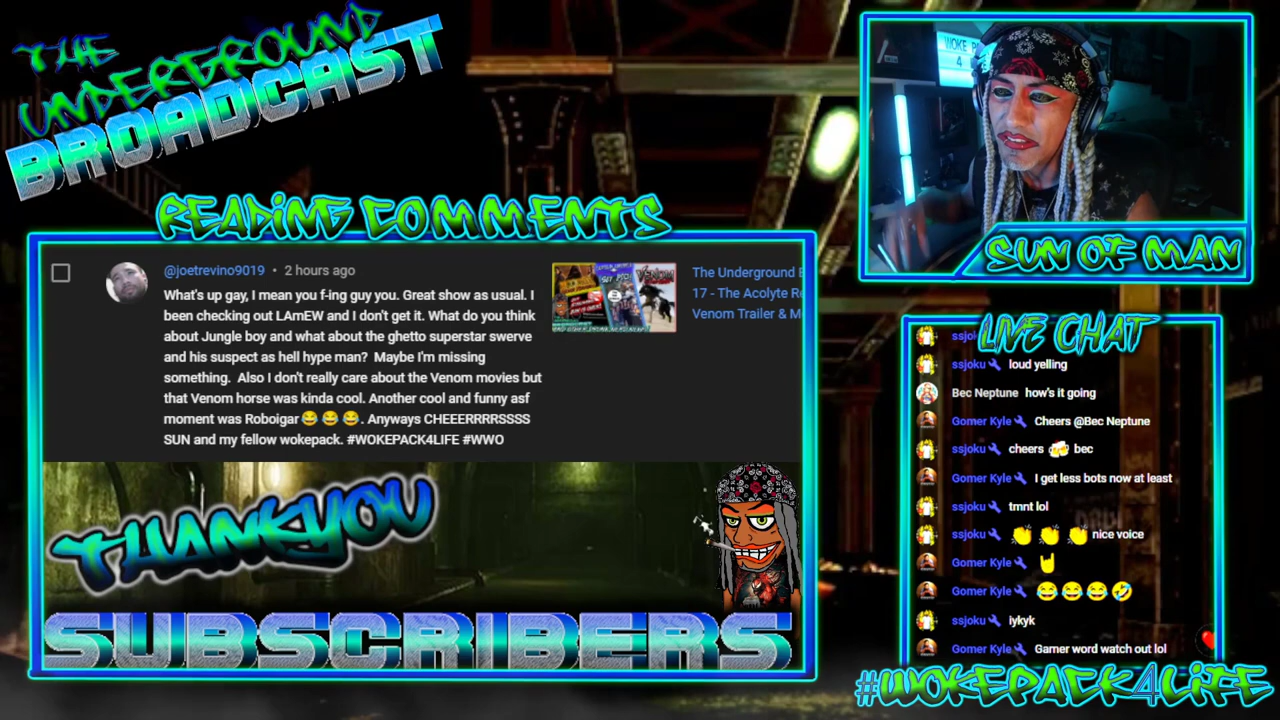 THE
UNDERGROUND
BROADCAST
READING COMMENTS
@joetrevino9019 • 2 hours ago
What's up gay, I mean you f-ing guy you. Great show as usual. I
been checking out LAmEW and I don't get it. What do you think
about Jungle boy and what about the ghetto superstar swerve
and his suspect as hell hype man? Maybe I'm missing
something. Also I don't really care about the Venom movies but
that Venom horse was kinda cool. Another cool and funny asf
moment was Roboigar 😂 😂 😂. Anyways CHEEERRRRSSSS
SUN and my fellow wokepack. #WOKEPACK4LIFE #WWO
VENOM
The Underground
17 - The Acolyte Re
Venom Trailer & M
THANKYOU
SUBSCRIBERS
WOKE PA
4
SUN OF MAN
LIVE CHAT
ssjo
ssjoku loud yelling
Bec Neptune how's it going
Gomer Kyle Cheers @Bec Neptune
ssjoku cheers 🍻 bec
Gomer Kyle I get less bots now at least
ssjoku tmnt lol
ssjoku 👏 👏 👏 nice voice
Gomer Kyle 🤘
Gomer Kyle 😂 😂 😂 🤣
ssjoku iykyk
Gomer Kyle Gamer word watch out lol
#WOKEPACK4LIFE